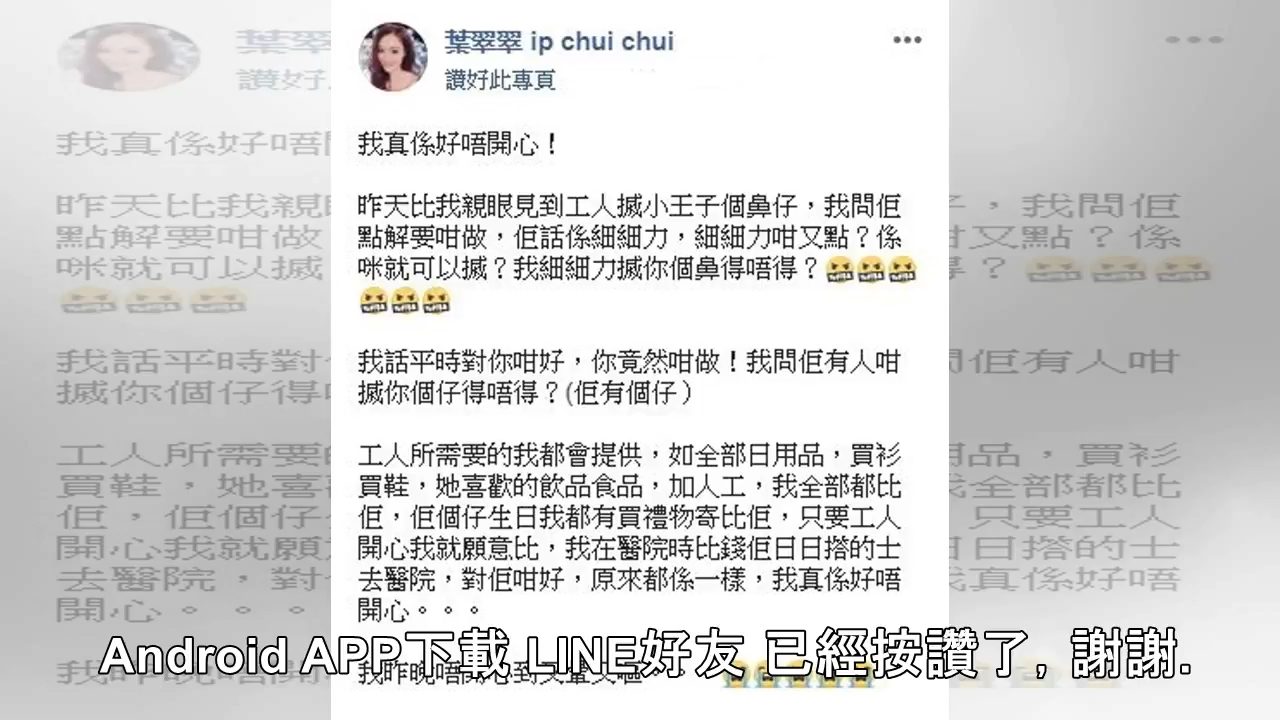 葉翠翠 ip chui chui
讚好此專頁
我真係好唔開心！
昨天比我親眼見到工人搣小王子個鼻仔，我問佢
點解要咁做，佢話係細細力，細細力咁又點？係
咪就可以搣？我細細力搣你個鼻得唔得？
我話平時對你咁好，你竟然咁做！我問佢有人咁
搣你個仔得唔得？(佢有個仔）
工人所需要的我都會提供，如全部日用品，買衫
買鞋，她喜歡的飲品食品，加人工，我全部都比
佢，佢個仔生日我都有買禮物寄比佢，只要工人
開心我就願意比，我在醫院時比錢佢日日搭的士
去醫院，對佢咁好，原來都係一樣，我真係好唔
開心。。。
Android APP下載 LINE好友 已經按讚了, 謝謝.
我昨晚唔開心到又